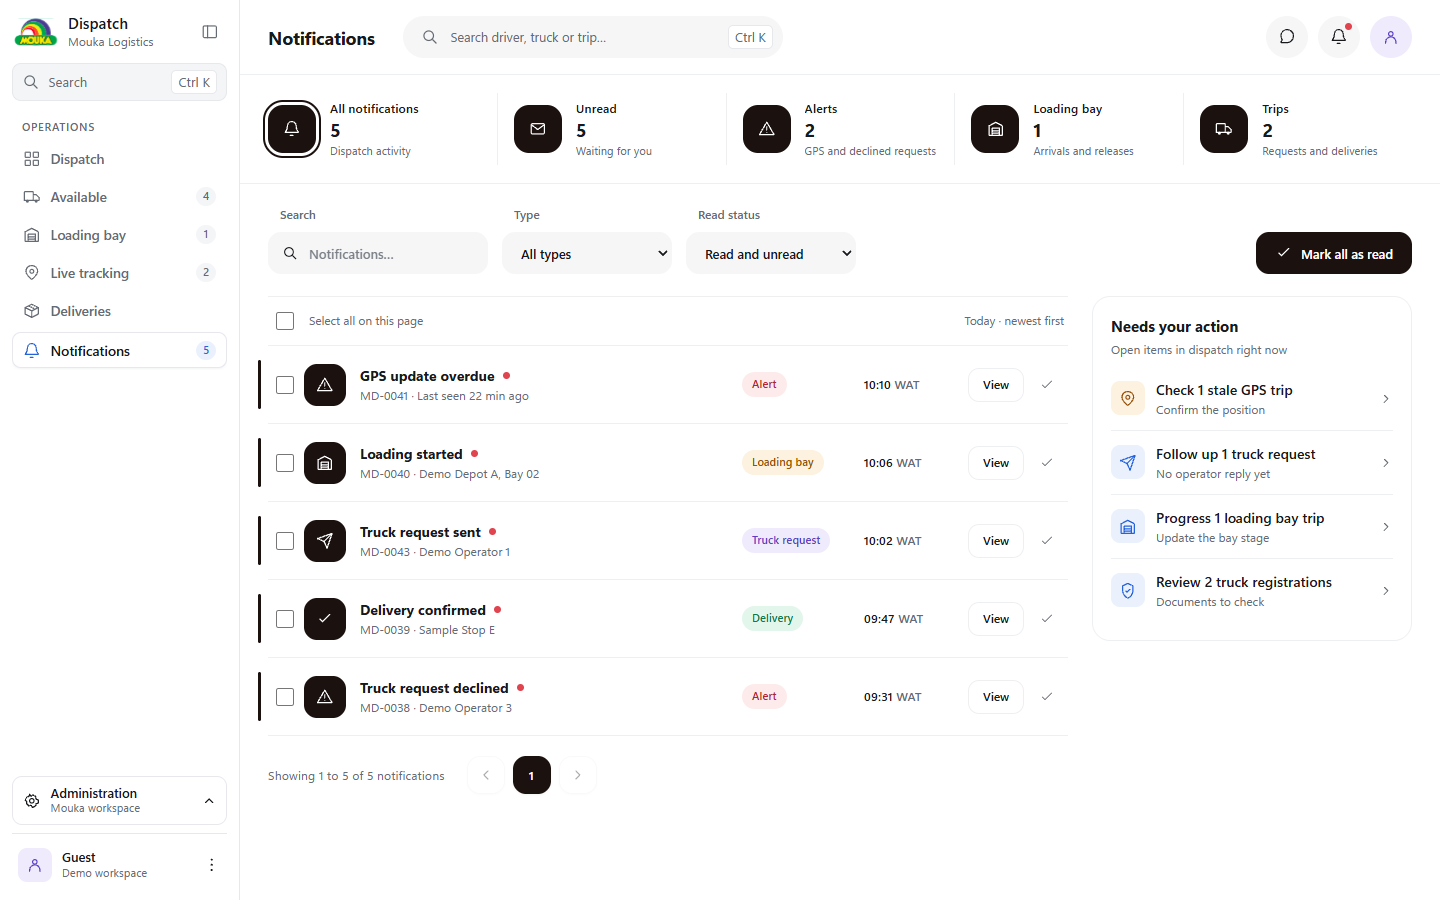 MOUKA
Dispatch
Mouka Logistics
Search
Ctrl K
OPERATIONS
Dispatch
Available
4
Loading bay
1
Live tracking
2
Deliveries
Notifications
5
Administration
Mouka workspace
Guest
Demo workspace
Notifications
Search driver, truck or trip...
Ctrl K
All notifications
5
Dispatch activity
Unread
5
Waiting for you
Alerts
2
GPS and declined requests
Loading bay
1
Arrivals and releases
Trips
2
Requests and deliveries
Search
Notifications...
Type
All types
Read status
Read and unread
Mark all as read
Select all on this page
Today · newest first
GPS update overdue
MD-0041 · Last seen 22 min ago
Alert
10:10 WAT
View
Loading started
MD-0040 · Demo Depot A, Bay 02
Loading bay
10:06 WAT
View
Truck request sent
MD-0043 · Demo Operator 1
Truck request
10:02 WAT
View
Delivery confirmed
MD-0039 · Sample Stop E
Delivery
09:47 WAT
View
Truck request declined
MD-0038 · Demo Operator 3
Alert
09:31 WAT
View
Showing 1 to 5 of 5 notifications
1
Needs your action
Open items in dispatch right now
Check 1 stale GPS trip
Confirm the position
Follow up 1 truck request
No operator reply yet
Progress 1 loading bay trip
Update the bay stage
Review 2 truck registrations
Documents to check